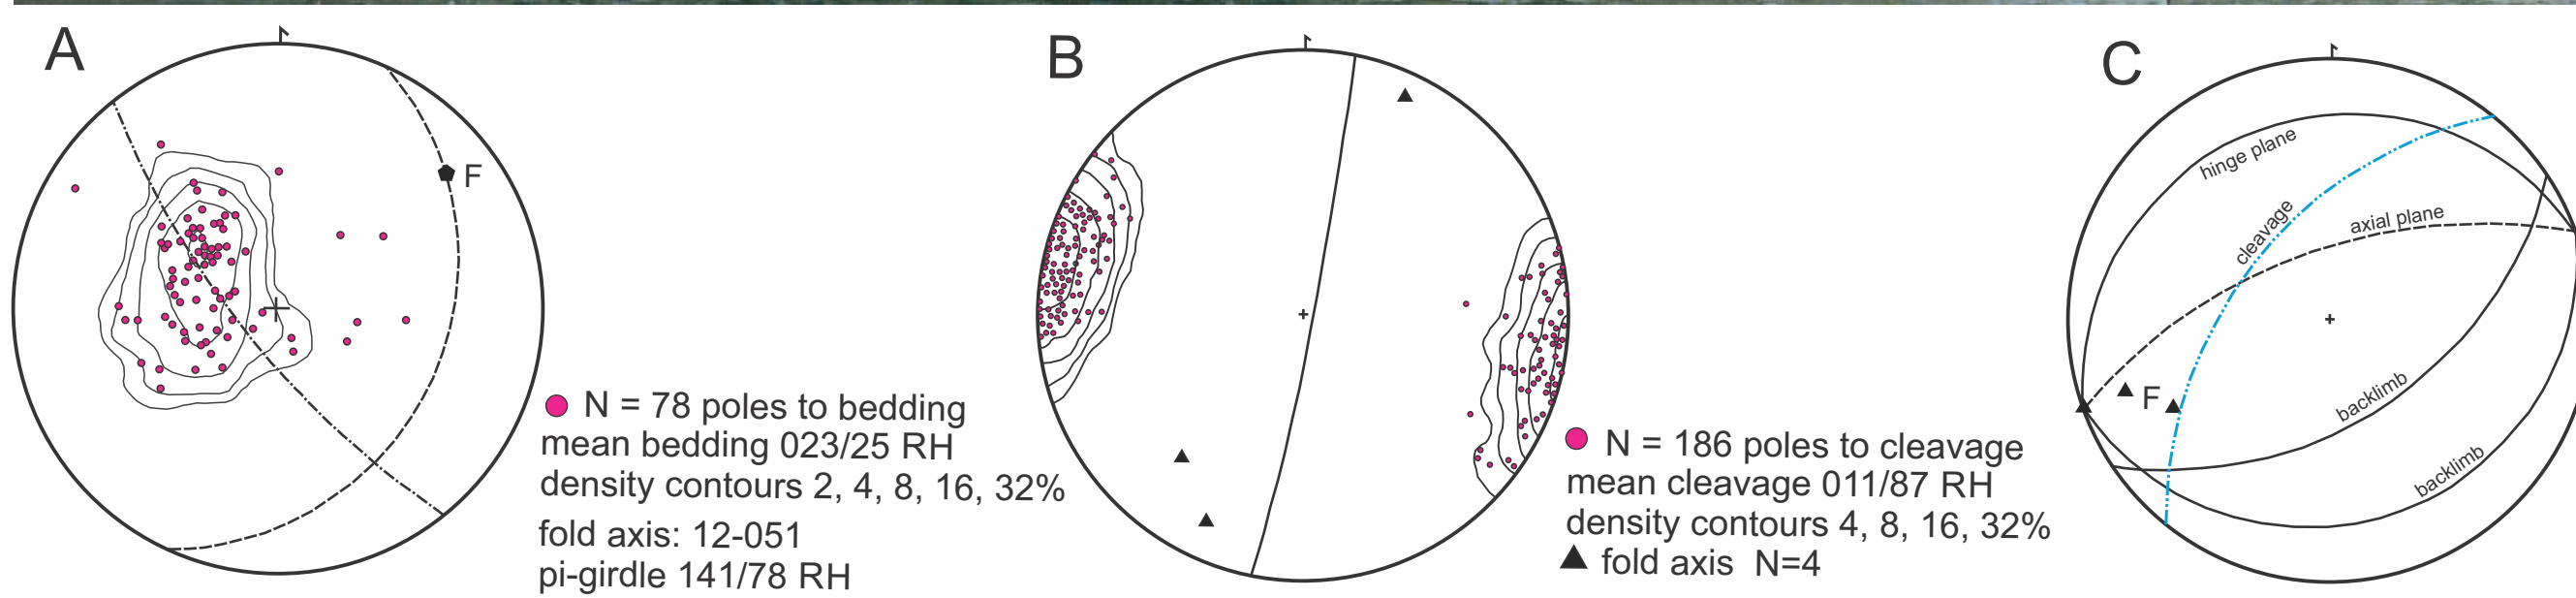 A
F
N = 78 poles to bedding
mean bedding 023/25 RH
density contours 2, 4, 8, 16, 32%
fold axis: 12-051
pi-girdle 141/78 RH
B
N = 186 poles to cleavage
mean cleavage 011/87 RH
density contours 4, 8, 16, 32%
fold axis N=4
C
hinge plane
cleavage
axial plane
F
backlimb
backlimb